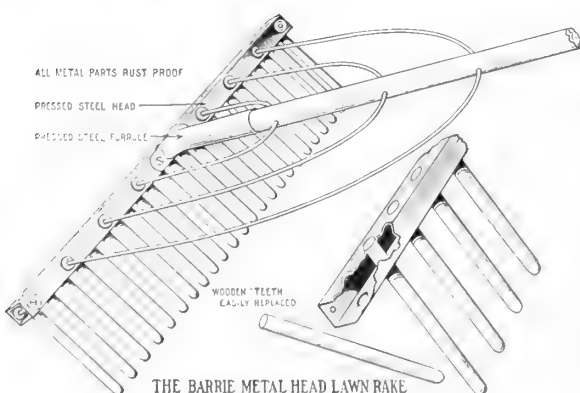 ALL METAL PARTS RUST PROOF
PRESSED STEEL HEAD
PRESSED STEEL FERRULE
WOODEN TEETH
EASILY REPLACED
THE BARRIE METAL HEAD LAWN RAKE